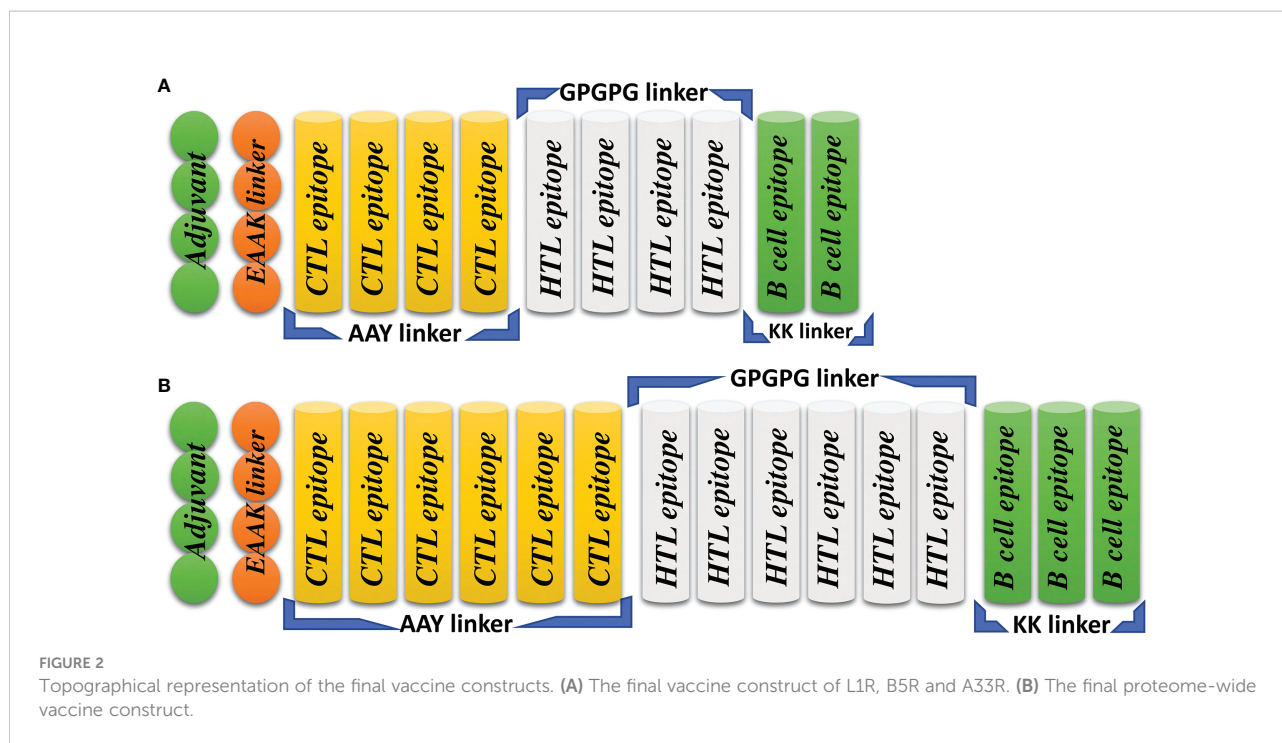 A
GPGPG linker
Adjuvant
EAAK linker
CTL epitope
CTL epitope
CTL epitope
CTL epitope
HTL epitope
HTL epitope
HTL epitope
HTL epitope
B cell epitope
B cell epitope
AAY linker
KK linker
B
GPGPG linker
Adjuvant
EAAK linker
CTL epitope
CTL epitope
CTL epitope
CTL epitope
CTL epitope
CTL epitope
HTL epitope
HTL epitope
HTL epitope
HTL epitope
HTL epitope
HTL epitope
B cell epitope
B cell epitope
B cell epitope
AAY linker
KK linker
FIGURE 2
Topographical representation of the final vaccine constructs. (A) The final vaccine construct of L1R, B5R and A33R. (B) The final proteome-wide
vaccine construct.